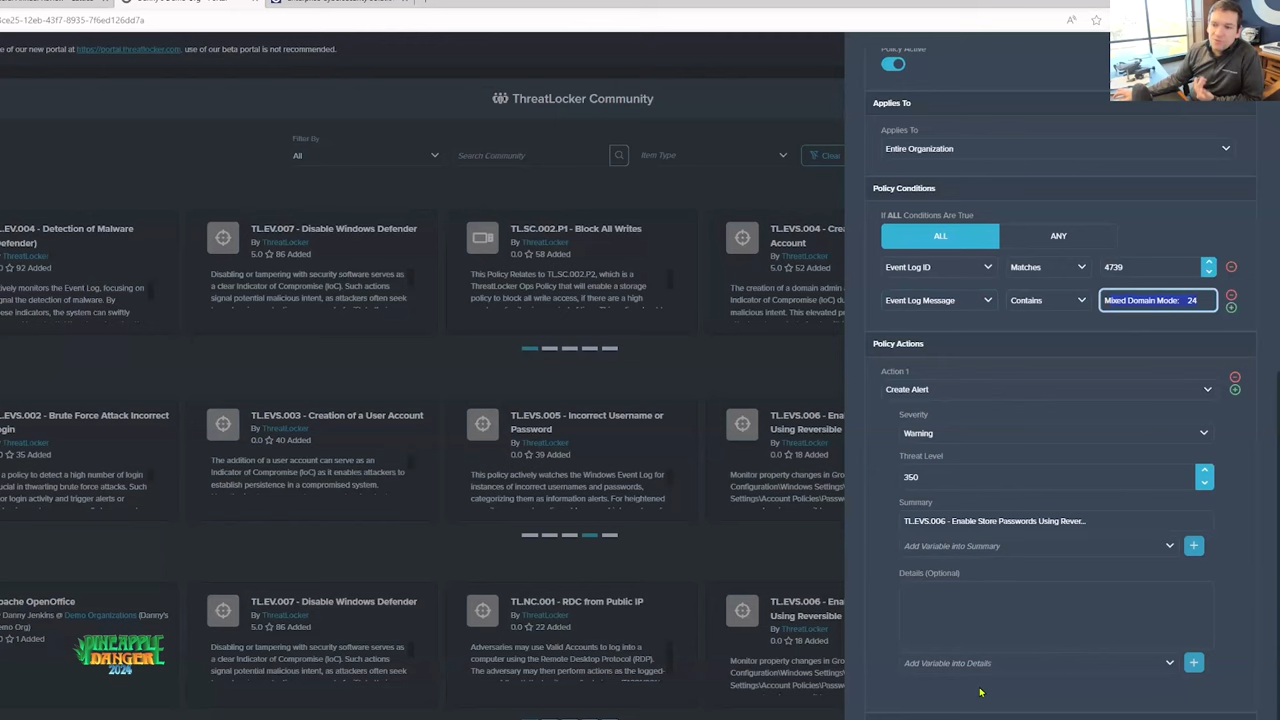 3ce25-12eb-43f7-8935-7f6ed126dd7a
e of our new portal at https://portal.threatlocker.com, use of our beta portal is not recommended.
ThreatLocker Community
Filter By
All
Search Community
Item Type
Clear
EV.004 - Detection of Malware
efender)
ThreatLocker
92 Added
tively monitors the Event Log, focusing on
gnal the detection of malware. By
hese indicators, the system can swiftly
TL.EV.007 - Disable Windows Defender
By ThreatLocker
5.0 86 Added
Disabling or tampering with security software serves as
a clear Indicator of Compromise (IoC). Such actions
signal potential malicious intent, as attackers often seek
TL.SC.002.P1 - Block All Writes
By ThreatLocker
0.0 58 Added
This Policy Relates to TL.SC.002.P2, which is a
ThreatLocker Ops Policy that will enable a storage
policy to block all write access, if there are a high
TL.EVS.004 - Crea
Account
By ThreatLocker
5.0 52 Added
The creation of a domain admin
Indicator of Compromise (IoC) a
persistence in a compromised
system. This elevated
.EVS.002 - Brute Force Attack Incorrect
ogin
ThreatLocker
35 Added
a policy to detect a high number of login
ial in thwarting brute force attacks. Such
or login activity and trigger alerts or
TL.EVS.003 - Creation of a User Account
By ThreatLocker
0.0 40 Added
The addition of a user account can serve as an
Indicator of Compromise (IoC) as it enables attackers to
establish persistence in a compromised system.
TL.EVS.005 - Incorrect Username or
Password
By ThreatLocker
0.0 39 Added
This policy actively watches the Windows Event Log for
instances of incorrect usernames and passwords,
categorizing them as information alerts. For heightened
TL.EVS.006 - Ena
Using Reversible
By ThreatLocker
0.0 18 Added
Monitor property changes in Gro
Configuration\Windows Setting
Settings\Account Policies\Passw
pache OpenOffice
Danny Jenkins @ Demo Organizations (Danny's
emo Org)
1 Added
PINEAPPLE
DANGER
2024
TL.EV.007 - Disable Windows Defender
By ThreatLocker
5.0 86 Added
Disabling or tampering with security software serves as
a clear Indicator of Compromise (IoC). Such actions
signal potential malicious intent, as attackers often seek
TL.NC.001 - RDC from Public IP
By ThreatLocker
0.0 22 Added
Adversaries may use Valid Accounts to log into a
computer using the Remote Desktop Protocol (RDP).
The adversary may then perform actions as the logged-
TL.EVS.006 - Ena
Using Reversible
By ThreatLocker
0.0 18 Added
Monitor property changes in Gro
Configuration\Windows Setting
Settings\Account Policies\Passw
Policy Active
Applies To
Applies To
Entire Organization
Policy Conditions
If ALL Conditions Are True
ALL
ANY
Event Log ID
Matches
4739
Event Log Message
Contains
Mixed Domain Mode: 24
Policy Actions
Action 1
Create Alert
Severity
Warning
Threat Level
350
Summary
TL.EVS.006 - Enable Store Passwords Using Rever...
Add Variable into Summary
Details (Optional)
Add Variable into Details